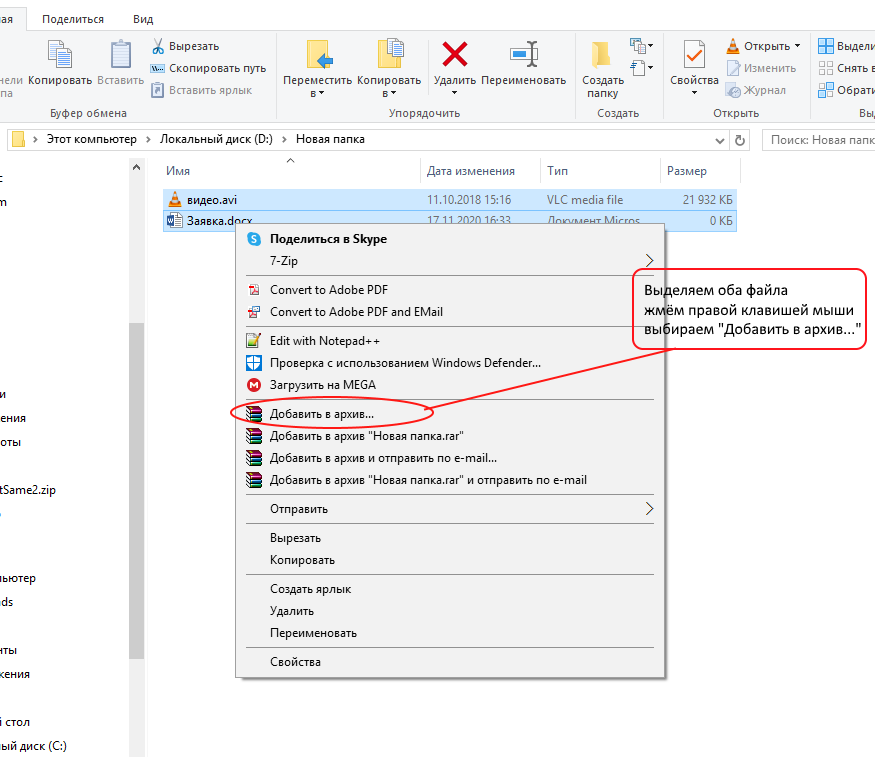 ая Поделиться Вид
Копировать
Вставить
Вырезать
Скопировать путь
Вставить ярлык
Буфер обмена
Переместить в
Копировать в
Удалить
Переименовать
Упорядочить
Создать папку
Создать
Свойства
Открыть
Изменить
Журнал
Открыть
Выдели
Снять в
Обрати
Этот компьютер > Локальный диск (D:) > Новая папка
Поиск: Новая папк
Имя Дата изменения Тип Размер
видео.avi 11.10.2018 15:16 VLC media file 21 932 КБ
Заявка.docx 17.11.2020 16:33 Документ Micros 0 КБ
Поделиться в Skype
7-Zip
Convert to Adobe PDF
Convert to Adobe PDF and EMail
Edit with Notepad++
Проверка с использованием Windows Defender...
Загрузить на MEGA
Добавить в архив...
Добавить в архив "Новая папка.rar"
Добавить в архив и отправить по e-mail...
Добавить в архив "Новая папка.rar" и отправить по e-mail
Отправить
Вырезать
Копировать
Создать ярлык
Удалить
Переименовать
Свойства
Выделяем оба файла
жмём правой клавишей мыши
выбираем "Добавить в архив..."
tSame2.zip
ьютер
ds
нты
жения
й стол
ый диск (C:)